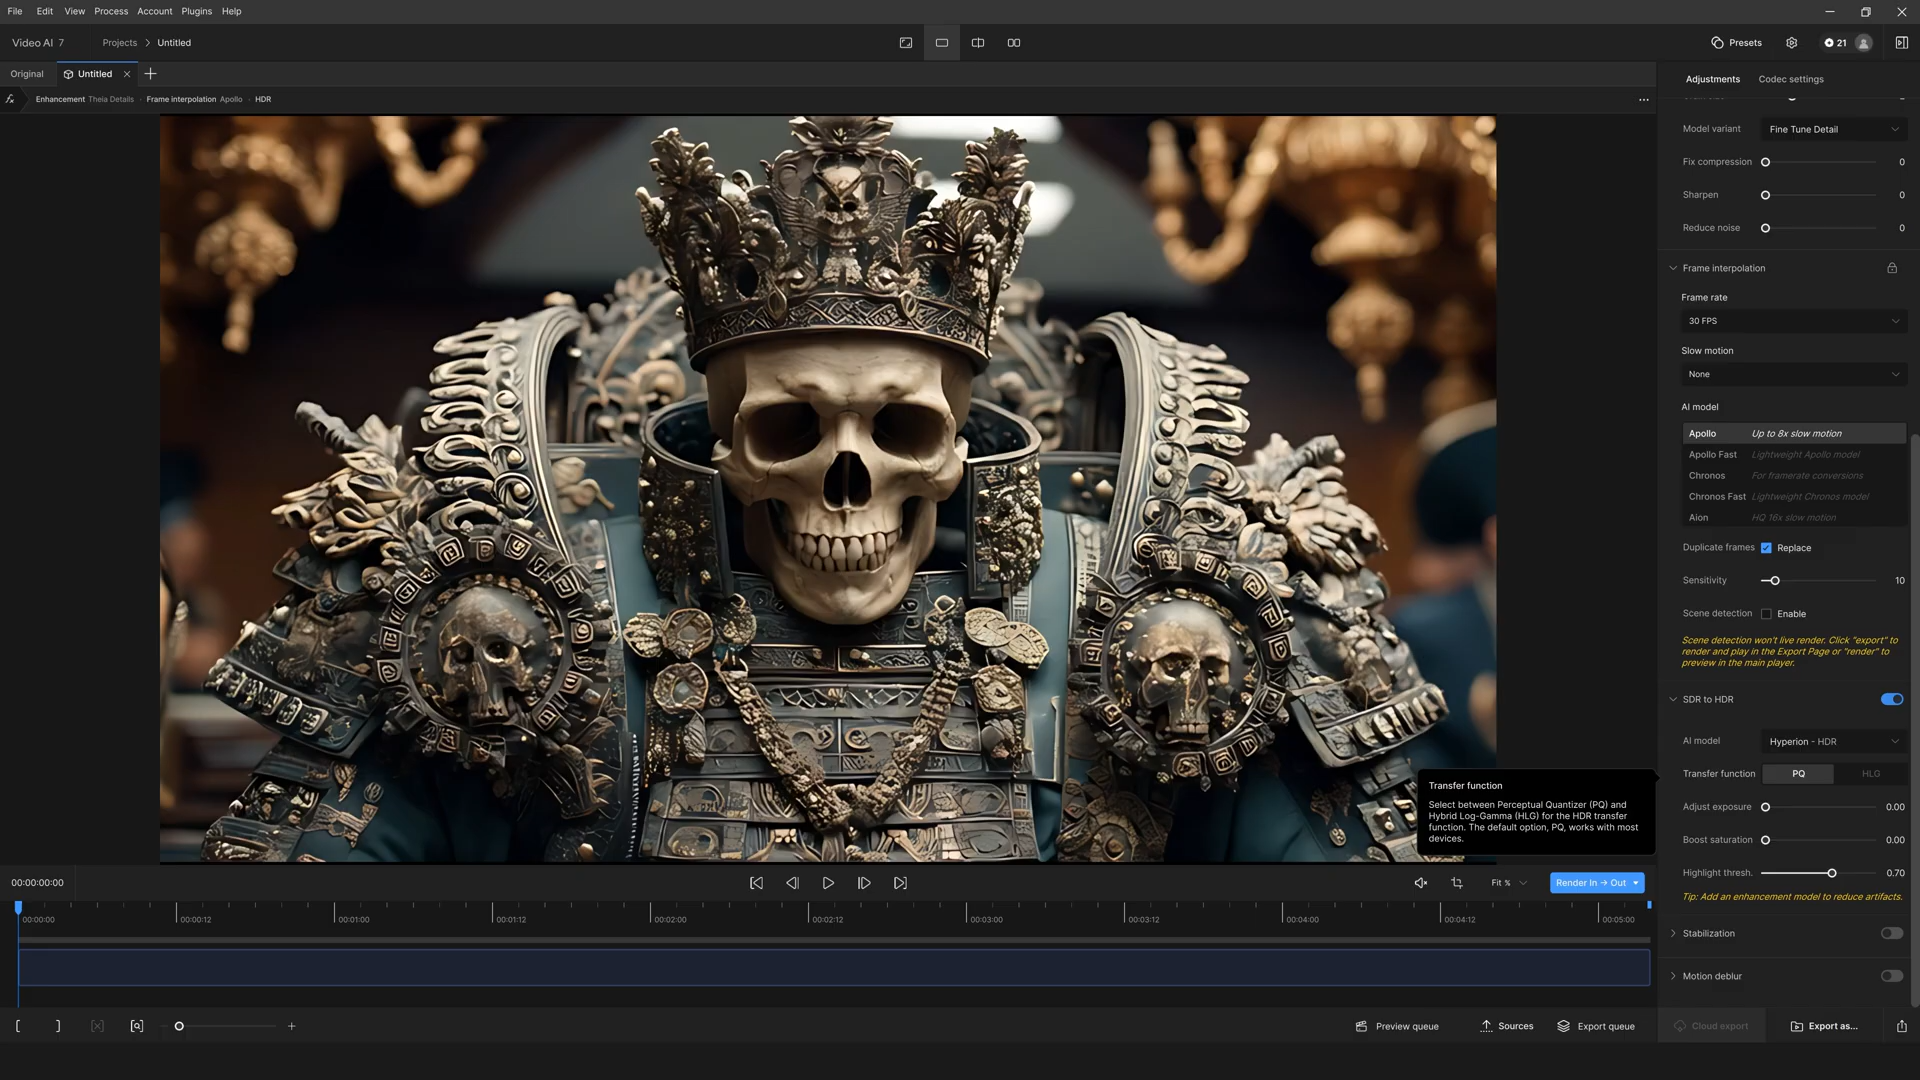 File Edit View Process Account Plugins Help
Video AI 7 Projects Untitled Presets 21
Original Untitled Adjustments Codec settings
Enhancement Theia Details Frame interpolation Apollo HDR
Model variant Fine Tune Detail
Fix compression 0
Sharpen 0
Reduce noise 0
Frame interpolation
Frame rate
30 FPS
Slow motion
None
AI model
Apollo Up to 8x slow motion
Apollo Fast Lightweight Apollo model
Chronos For framerate conversions
Chronos Fast Lightweight Chronos model
Aion HQ 16x slow motion
Duplicate frames Replace
Sensitivity 10
Scene detection Enable
Scene detection won't live render. Click "export" to
render and play in the Export Page or "render" to
preview in the main player.
SDR to HDR
AI model Hyperion - HDR
Transfer function PQ HLG
Adjust exposure 0.00
Boost saturation 0.00
Highlight thresh. 0.70
Tip: Add an enhancement model to reduce artifacts.
Stabilization
Motion deblur
Transfer function
Select between Perceptual Quantizer (PQ) and
Hybrid Log-Gamma (HLG) for the HDR transfer
function. The default option, PQ, works with most
devices.
00:00:00:00 Fit % Render In → Out
00:00:00 00:00:12 00:01:00 00:01:12 00:02:00 00:02:12 00:03:00 00:03:12 00:04:00 00:04:12 00:05:00
Preview queue Sources Export queue Cloud export Export as...